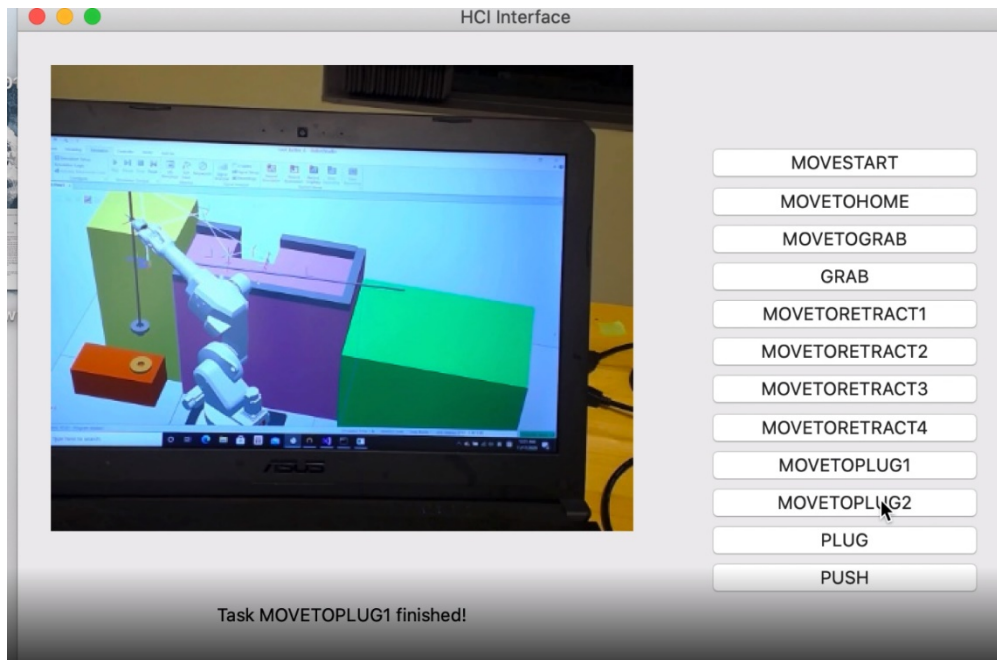 HCI Interface
MOVESTART
MOVETOHOME
MOVETOGRAB
GRAB
MOVETORETRACT1
MOVETORETRACT2
MOVETORETRACT3
MOVETORETRACT4
MOVETOPLUG1
MOVETOPLUG2
PLUG
PUSH
ASUS
Task MOVETOPLUG1 finished!